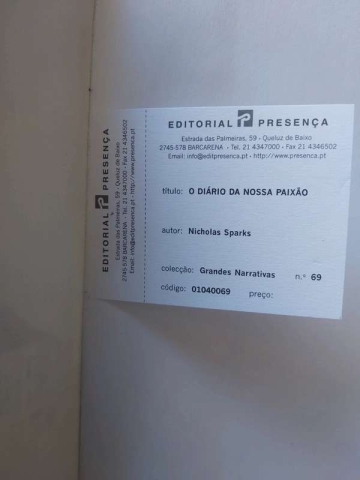 EDITORIAL PRESENÇA
Estrada das Palmeiras, 59 - Queluz de Baixo
2745-578 BARCARENA - Tel. 21 4347000 - Fax 21 4346502
Email: info@editpresenca.pt - http://www.presenca.pt
EDITORIAL PRESENÇA
Estrada das Palmeiras, 59 - Queluz de Baixo
2745-578 BARCARENA - Tel. 21 4347000 - Fax 21 4346502
Email: info@editpresenca.pt • http://www.presenca.pt
título: O DIÁRIO DA NOSSA PAIXÃO
autor: Nicholas Sparks
colecção: Grandes Narrativas n.º 69
código: 01040069 preço: